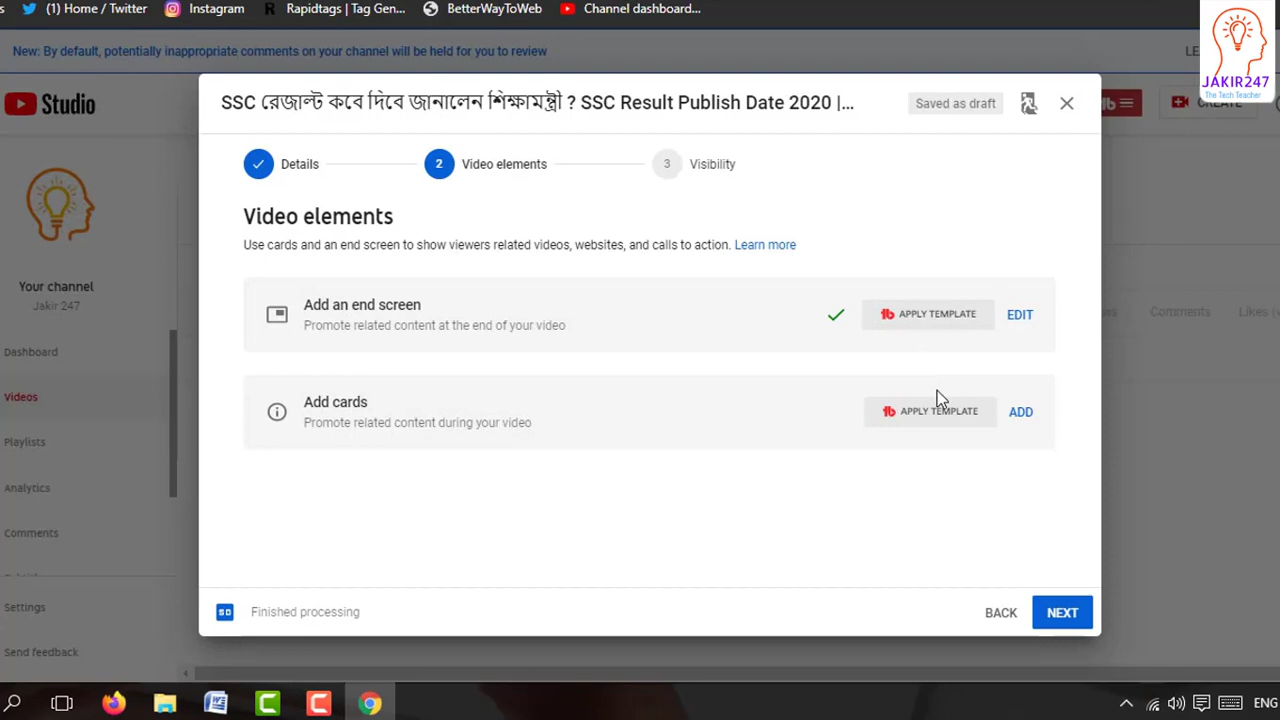 (1) Home / Twitter Instagram Rapidtags | Tag Gen... BetterWayToWeb Channel dashboard...
New: By default, potentially inappropriate comments on your channel will be held for you to review
JAKIR247
The Tech Teacher
Studio
SSC রেজাল্ট কবে দিবে জানালেন শিক্ষামন্ত্রী ? SSC Result Publish Date 2020 |...
Saved as draft
Details
2 Video elements
3 Visibility
Video elements
Use cards and an end screen to show viewers related videos, websites, and calls to action. Learn more
Your channel
Jakir 247
Add an end screen
Promote related content at the end of your video
APPLY TEMPLATE EDIT
Comments Likes (v
Dashboard
Videos
Add cards
Promote related content during your video
APPLY TEMPLATE ADD
Playlists
Analytics
Comments
Settings
Send feedback
SD Finished processing
BACK NEXT
ENG